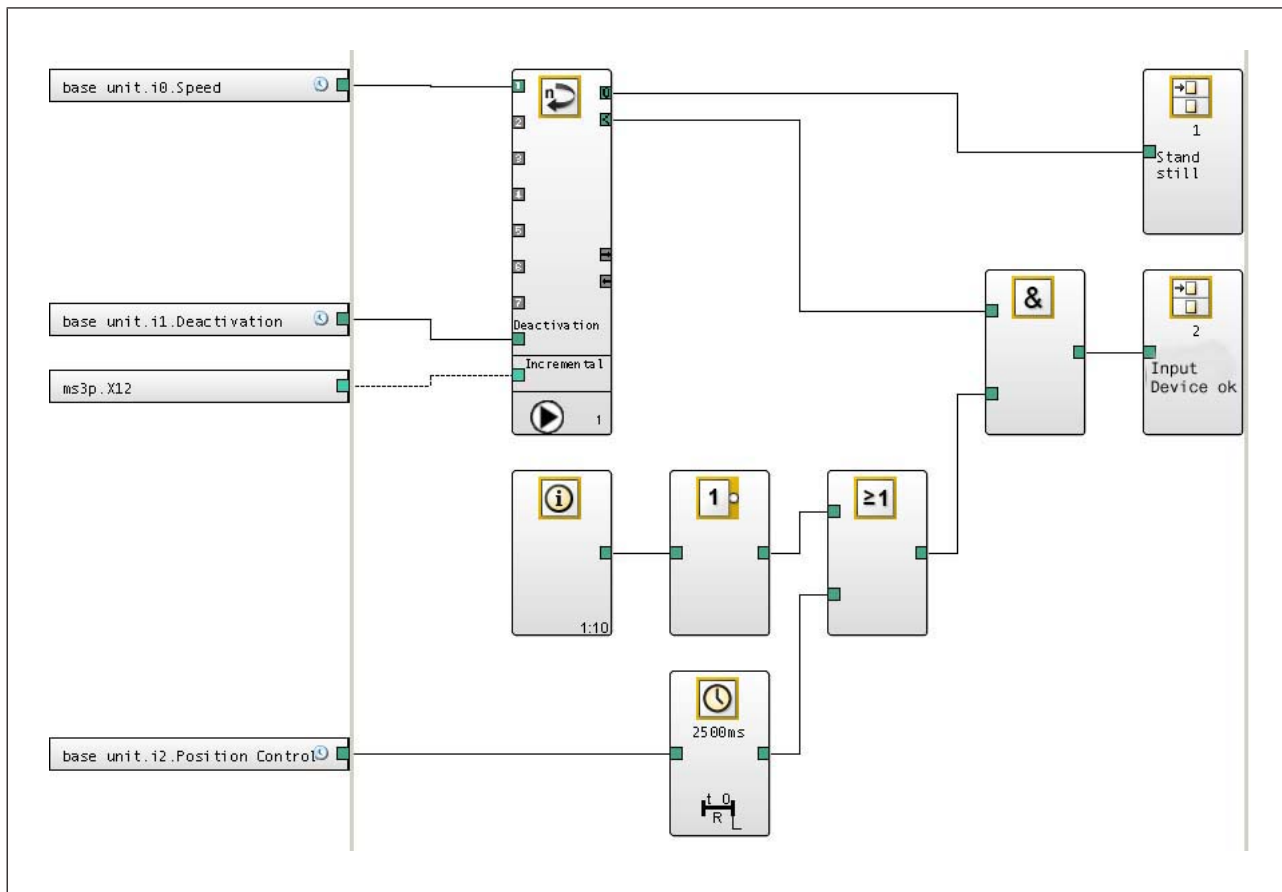 base unit.i0.Speed
1
n
0
2
3
4
5
6
7
Deactivation
Incremental
1
base unit.i1.Deactivation
ms3p.X12
1
Stand
still
&
2
Input
Device ok
i
1:10
1
≥1
2500ms
t 0
R
base unit.i2.Position Control